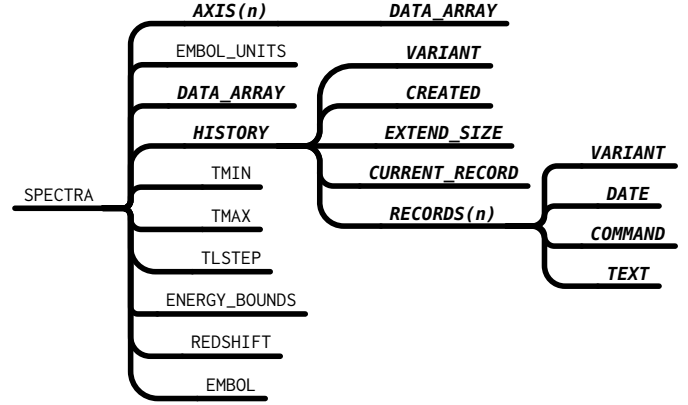 AXIS(n) DATA_ARRAY
EMBOL_UNITS
VARIANT
DATA_ARRAY
CREATED
HISTORY
EXTEND_SIZE
VARIANT
TMIN
CURRENT_RECORD
SPECTRA
DATE
TMAX
RECORDS(n)
COMMAND
TLSTEP
TEXT
ENERGY_BOUNDS
REDSHIFT
EMBOL